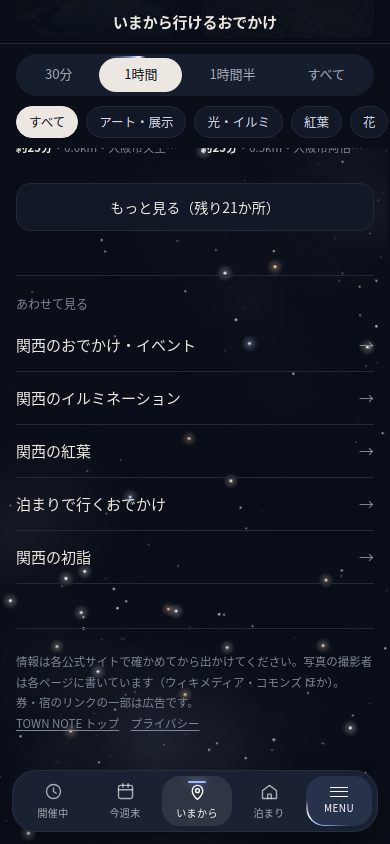 いまから行けるおでかけ
30分 1時間 1時間半 すべて
すべて アート・展示 光・イルミ 紅葉 花
もっと見る（残り21か所）
あわせて見る
関西のおでかけ・イベント →
関西のイルミネーション →
関西の紅葉 →
泊まりで行くおでかけ →
関西の初詣 →
情報は各公式サイトで確かめてから出かけてください。写真の撮影者
は各ページに書いています（ウィキメディア・コモンズ ほか）。
券・宿のリンクの一部は広告です。
TOWN NOTE トップ プライバシー
開催中 今週末 いまから 泊まり MENU